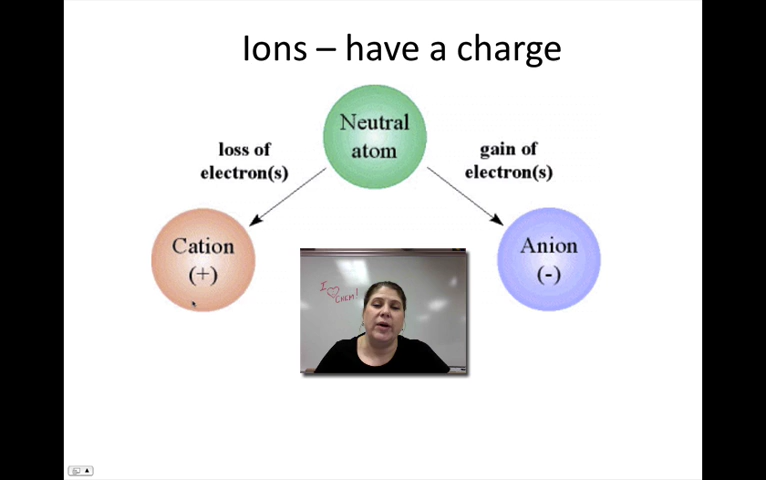 Ions – have a charge
Neutral
atom
loss of
electron(s)
gain of
electron(s)
Cation
(+)
Anion
(-)
I
CHEM!